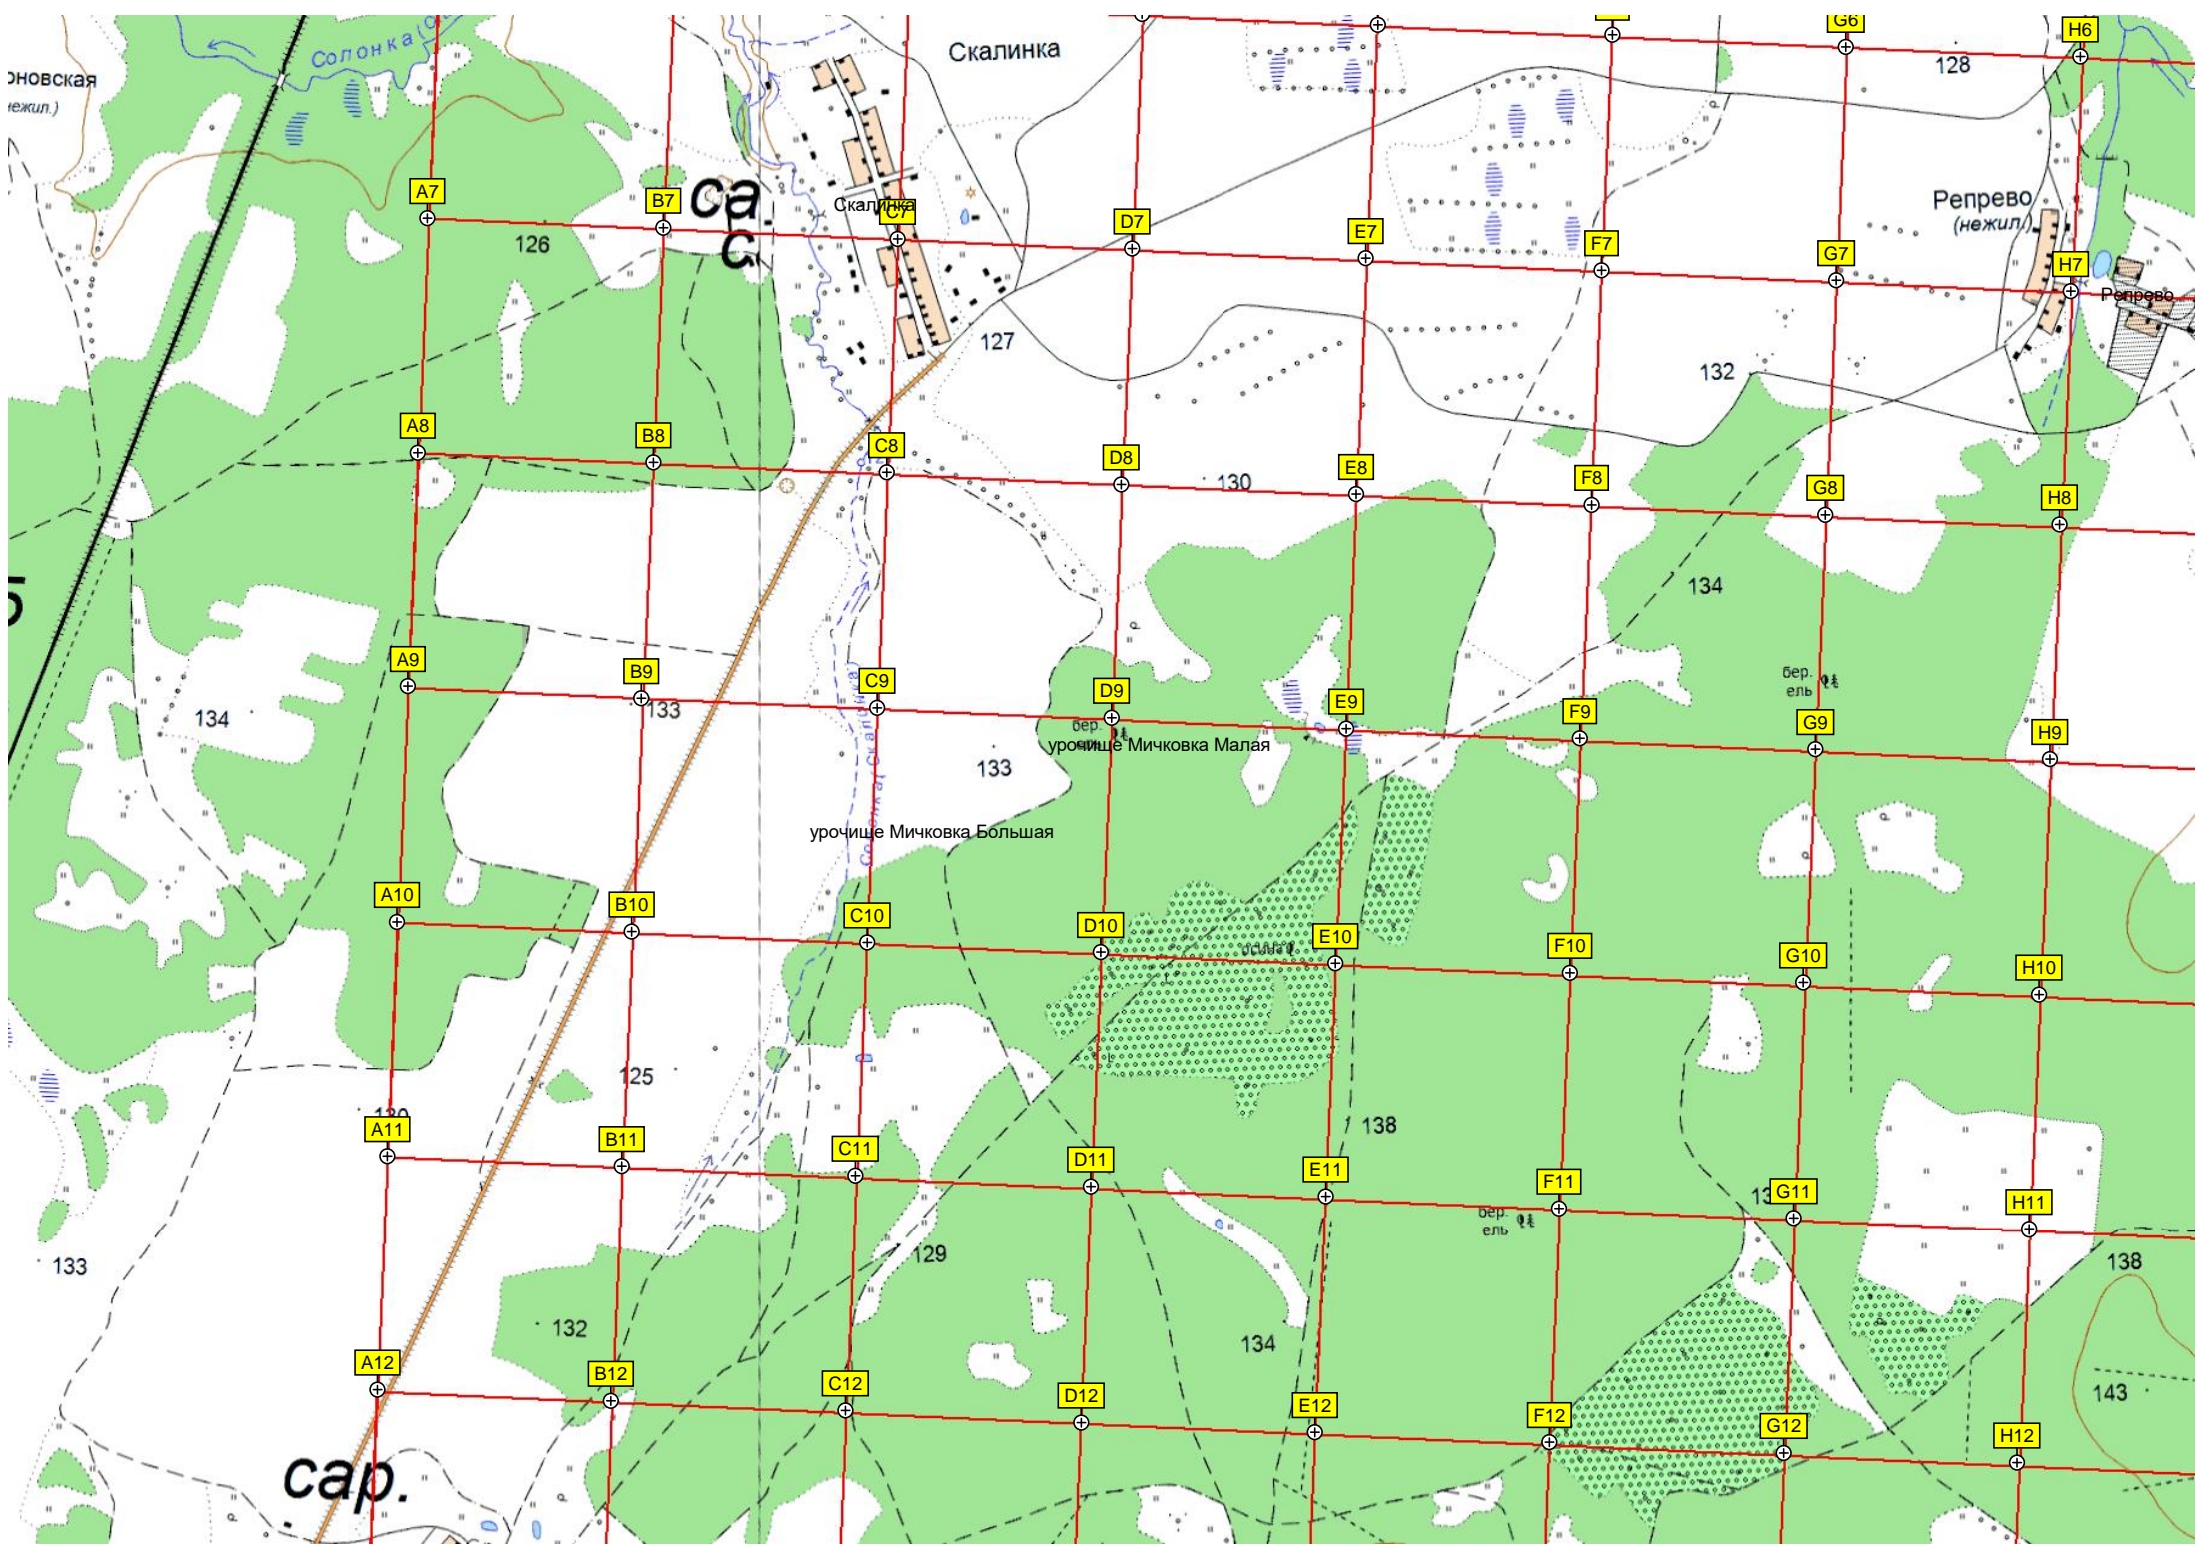 G6
H6
Солонка
Скалинка
128
оновская
нежил.)
A7
B7
са.
Скалинка
C7
D7
E7
F7
G7
H7
Репрево
(нежил.)
126
с.
Репрево
127
132
A8
B8
C8
D8
E8
F8
G8
H8
130
134
5
A9
B9
C9
D9
E9
F9
G9
H9
бер.
ель
134
133
бер.
урочище Мичковка Малая
133
урочище Мичковка Большая
A10
B10
C10
D10
E10
F10
G10
H10
осина
125
138
A11
B11
C11
D11
E11
F11
G11
H11
бер.
ель
133
129
138
132
134
A12
B12
C12
D12
E12
F12
G12
H12
143
сар.